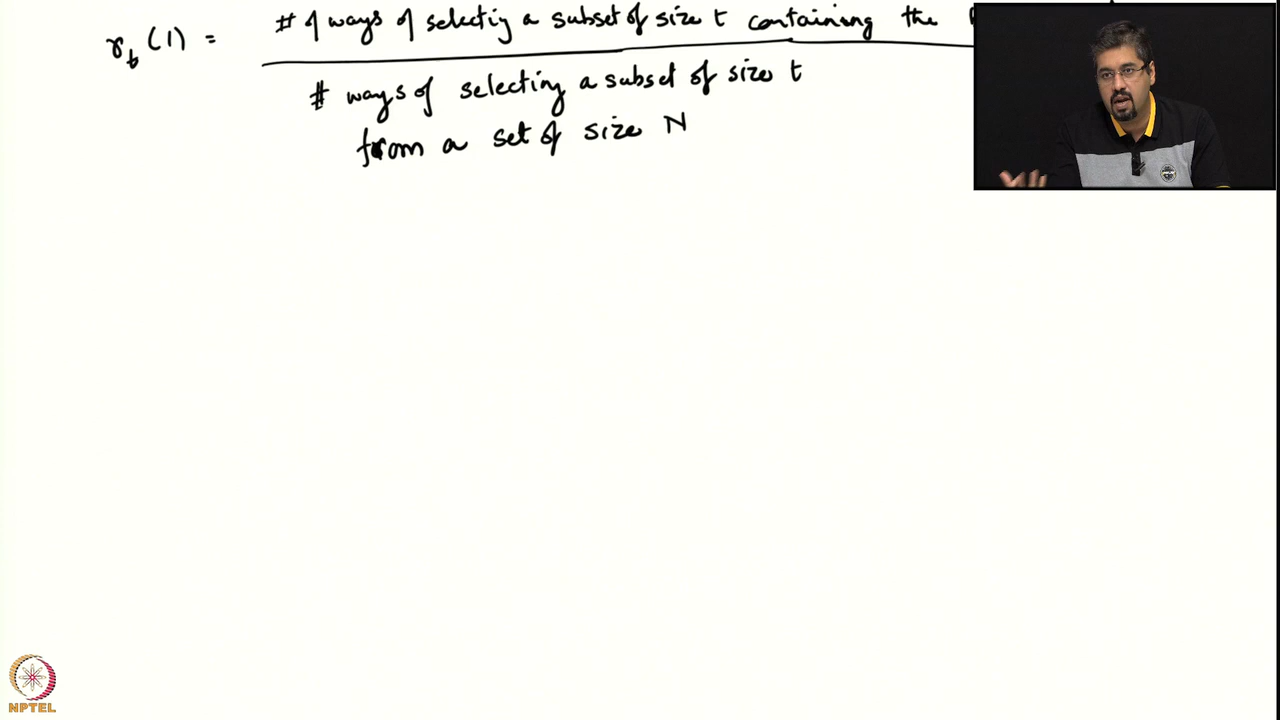 r_t(1) = # of ways of selectig a subset of size t containing the
# ways of selecting a subset of size t
from a set of size N
NPTEL